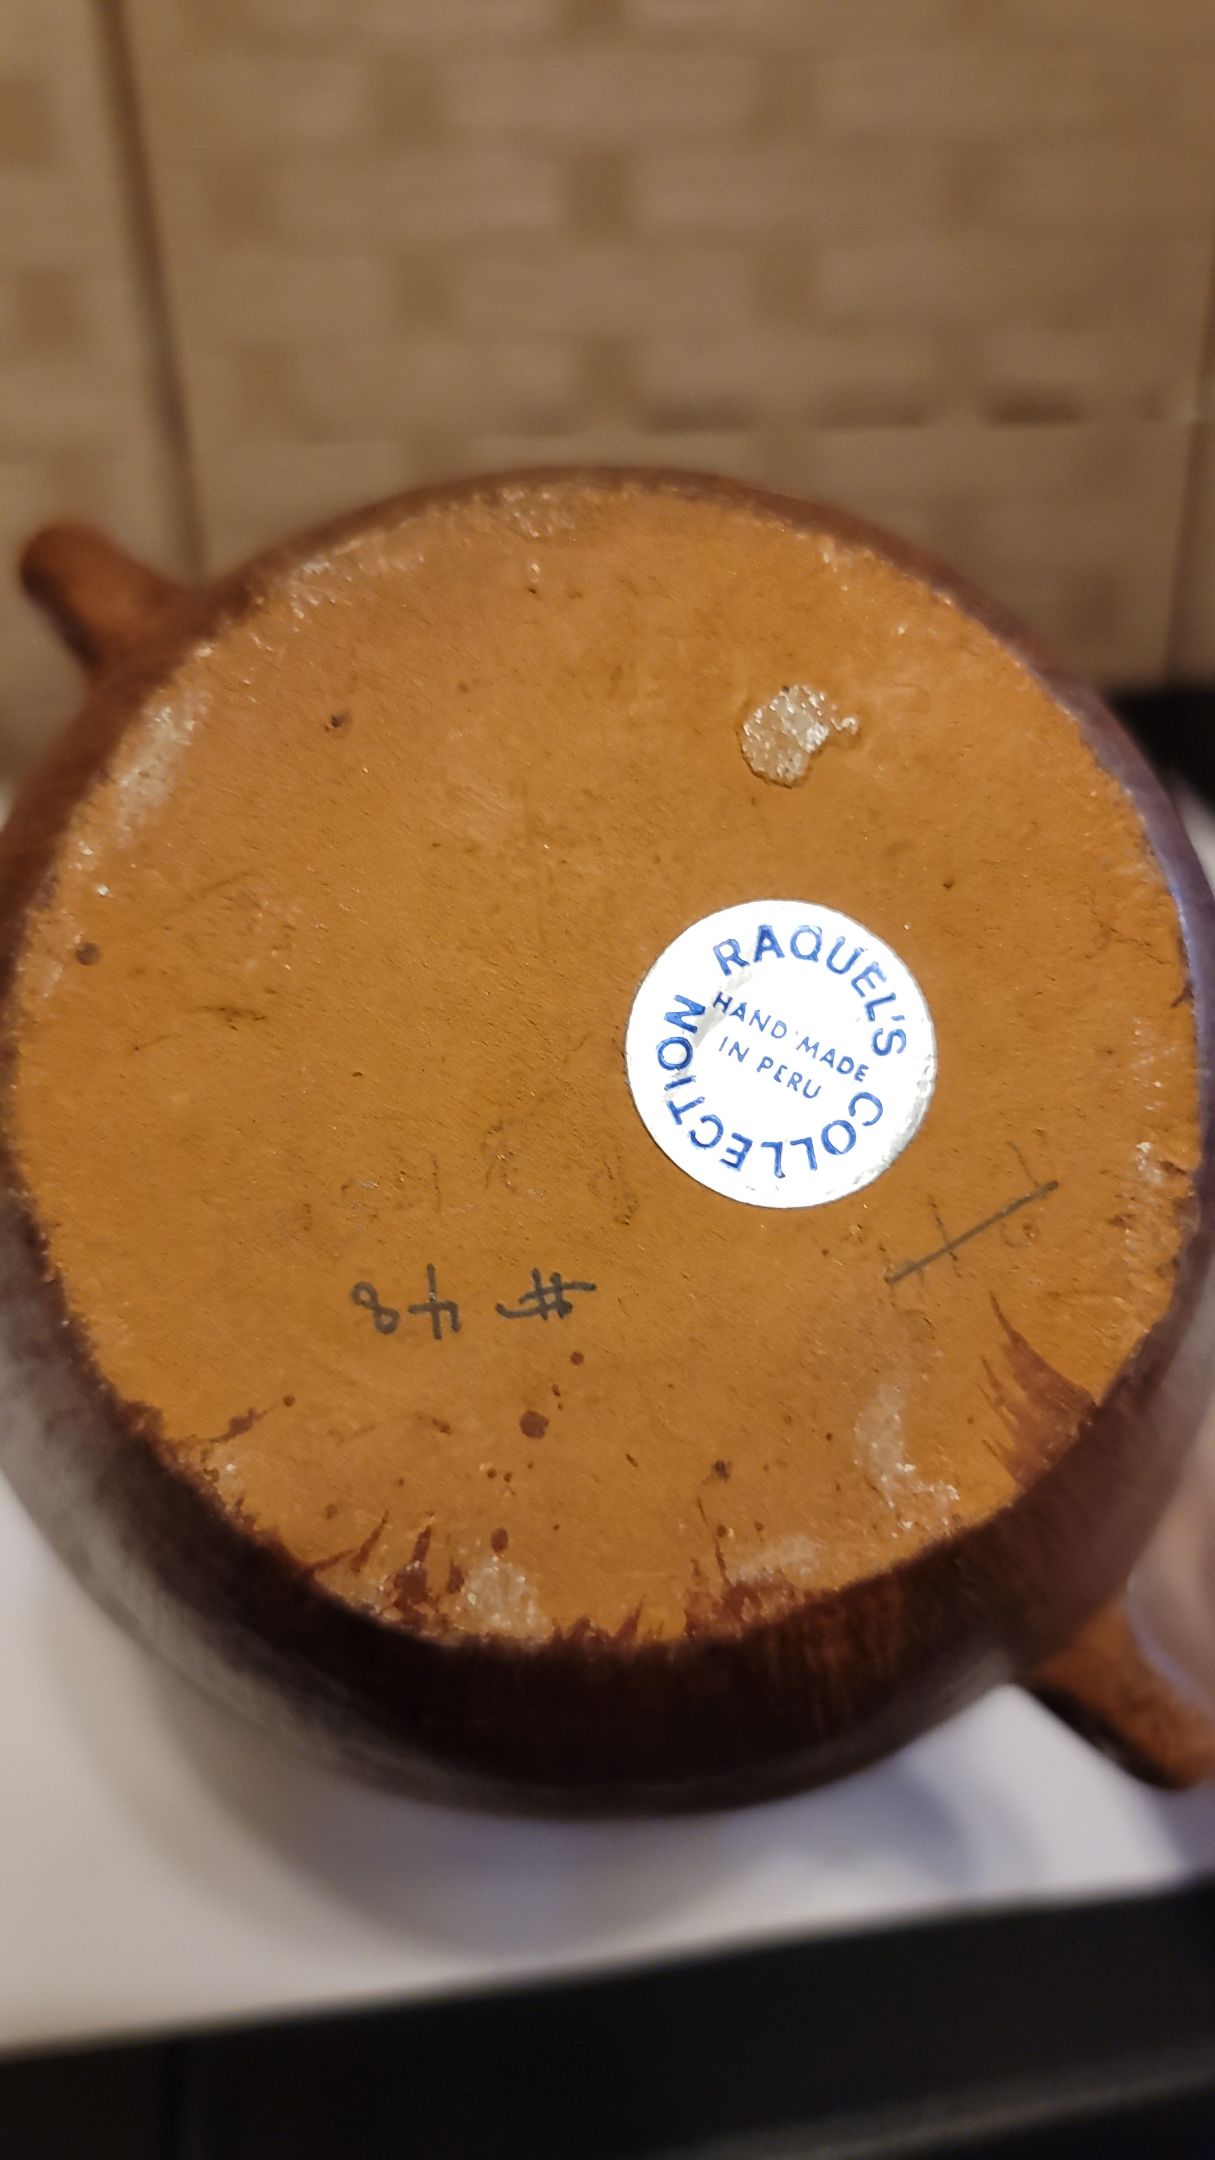 RAQUEL'S COLLECTION
HAND MADE
IN PERU
# 48